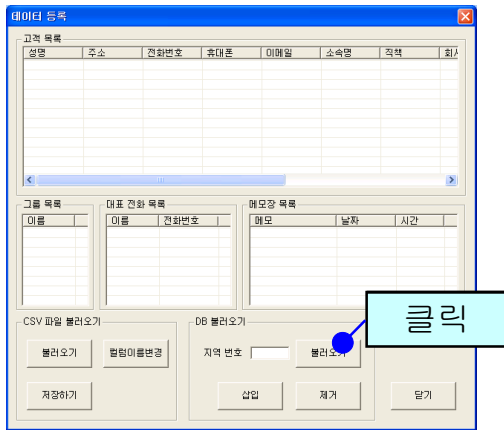 데이터 등록
고객 목록
성명 주소 전화번호 휴대폰 이메일 소속명 직책 회사
그룹 목록 대표 전화 목록 메모장 목록
이름 이름 전화번호 메모 날짜 시간
클릭
CSV 파일 불러오기 DB 불러오기
불러오기 컬럼이름변경 지역 번호 불러오기
저장하기 삽입 제거 닫기